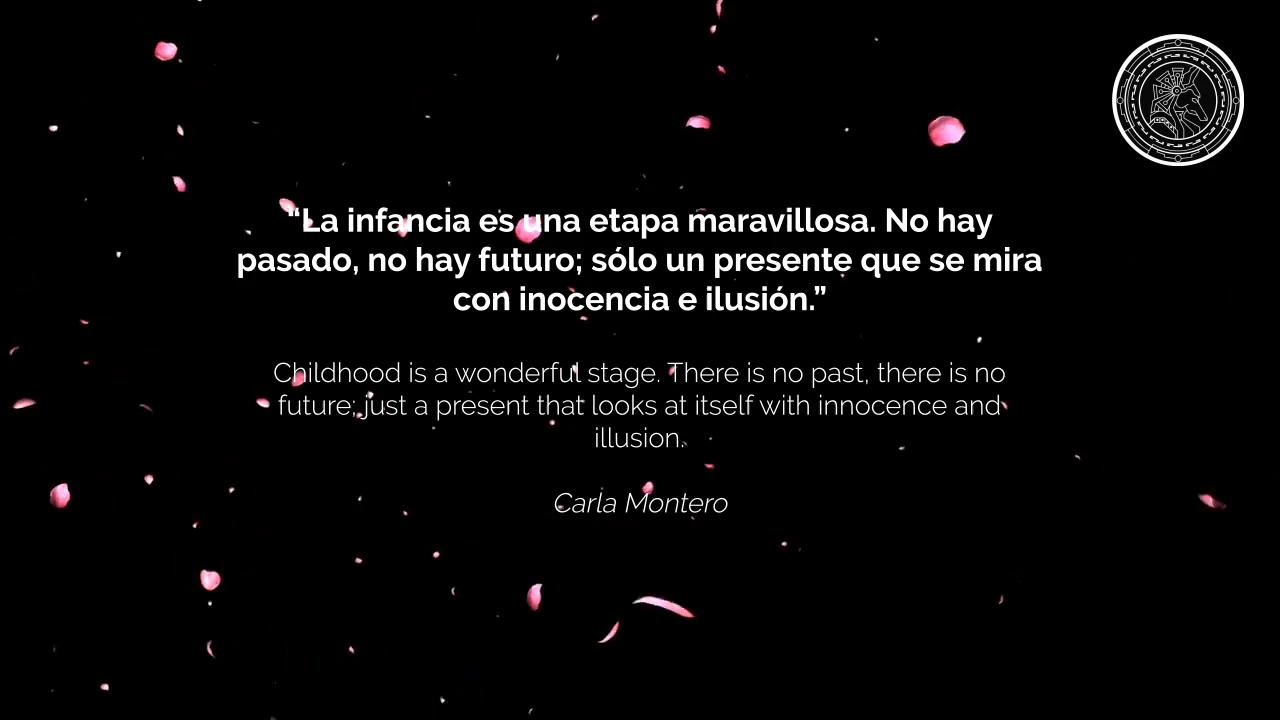 “La infancia es una etapa maravillosa. No hay
pasado, no hay futuro; sólo un presente que se mira
con inocencia e ilusión.”
Childhood is a wonderful stage. There is no past, there is no
future; just a present that looks at itself with innocence and
illusion.
Carla Montero